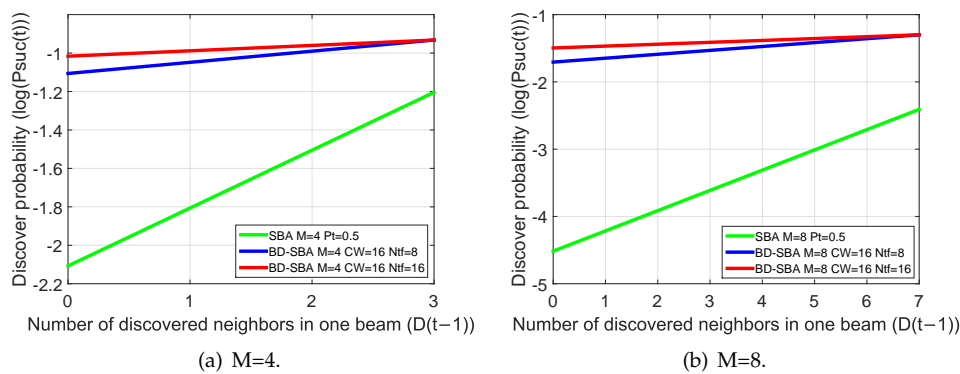 -1
-1.2
-1.4
-1.6
-1.8
-2
-2.2
0
1
2
3
Discover probability (log(Psuc(t)))
Number of discovered neighbors in one beam (D(t−1))
SBA M=4 Pt=0.5
BD-SBA M=4 CW=16 Ntf=8
BD-SBA M=4 CW=16 Ntf=16
(a) M=4.
-1
-2
-3
-4
-5
0
1
2
3
4
5
6
7
Discover probability (log(Psuc(t)))
Number of discovered neighbors in one beam (D(t−1))
SBA M=8 Pt=0.5
BD-SBA M=8 CW=16 Ntf=8
BD-SBA M=8 CW=16 Ntf=16
(b) M=8.